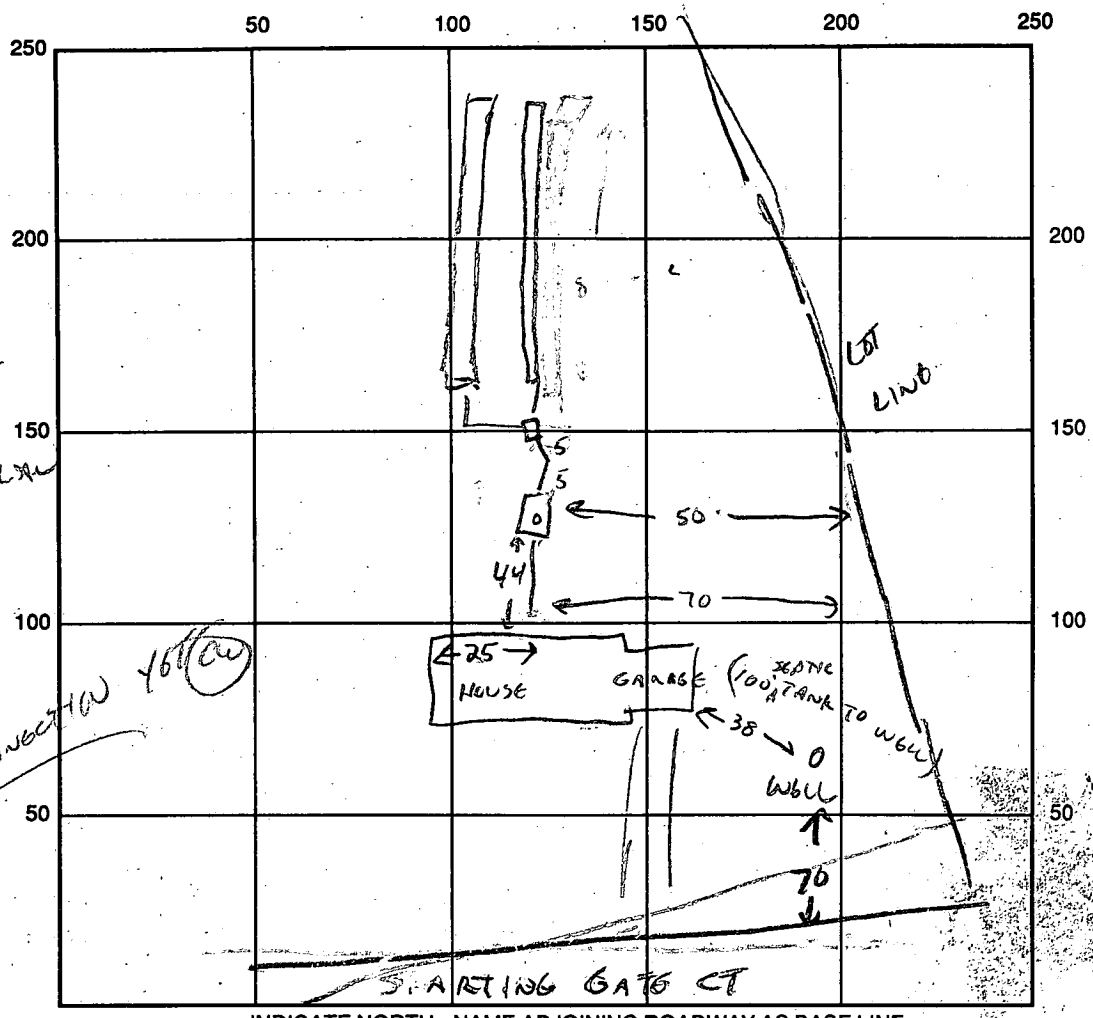 50 100 150 200 250
250 250
200 200
LOT
LINE
150 150
5
5
0
50
44
70
100 100
25
HOUSE
GARAGE
(100' SEPTIC
TANK TO WELL)
38
0
WELL
50 50
70
STARTING GATE CT
INDICATE NORTH - NAME ADJOINING ROADWAY AS BASE LINE